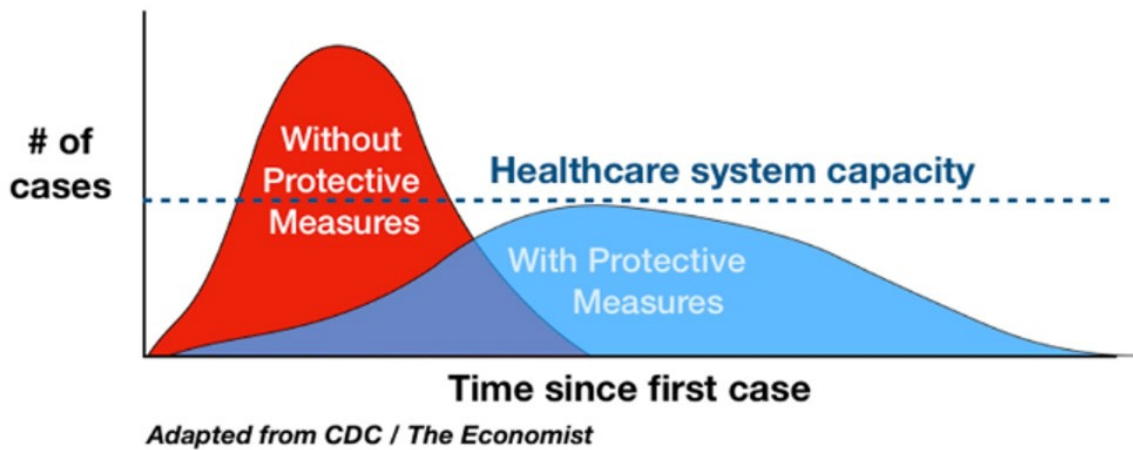 # of
cases
Without
Protective
Measures
Healthcare system capacity
With Protective
Measures
Time since first case
Adapted from CDC / The Economist